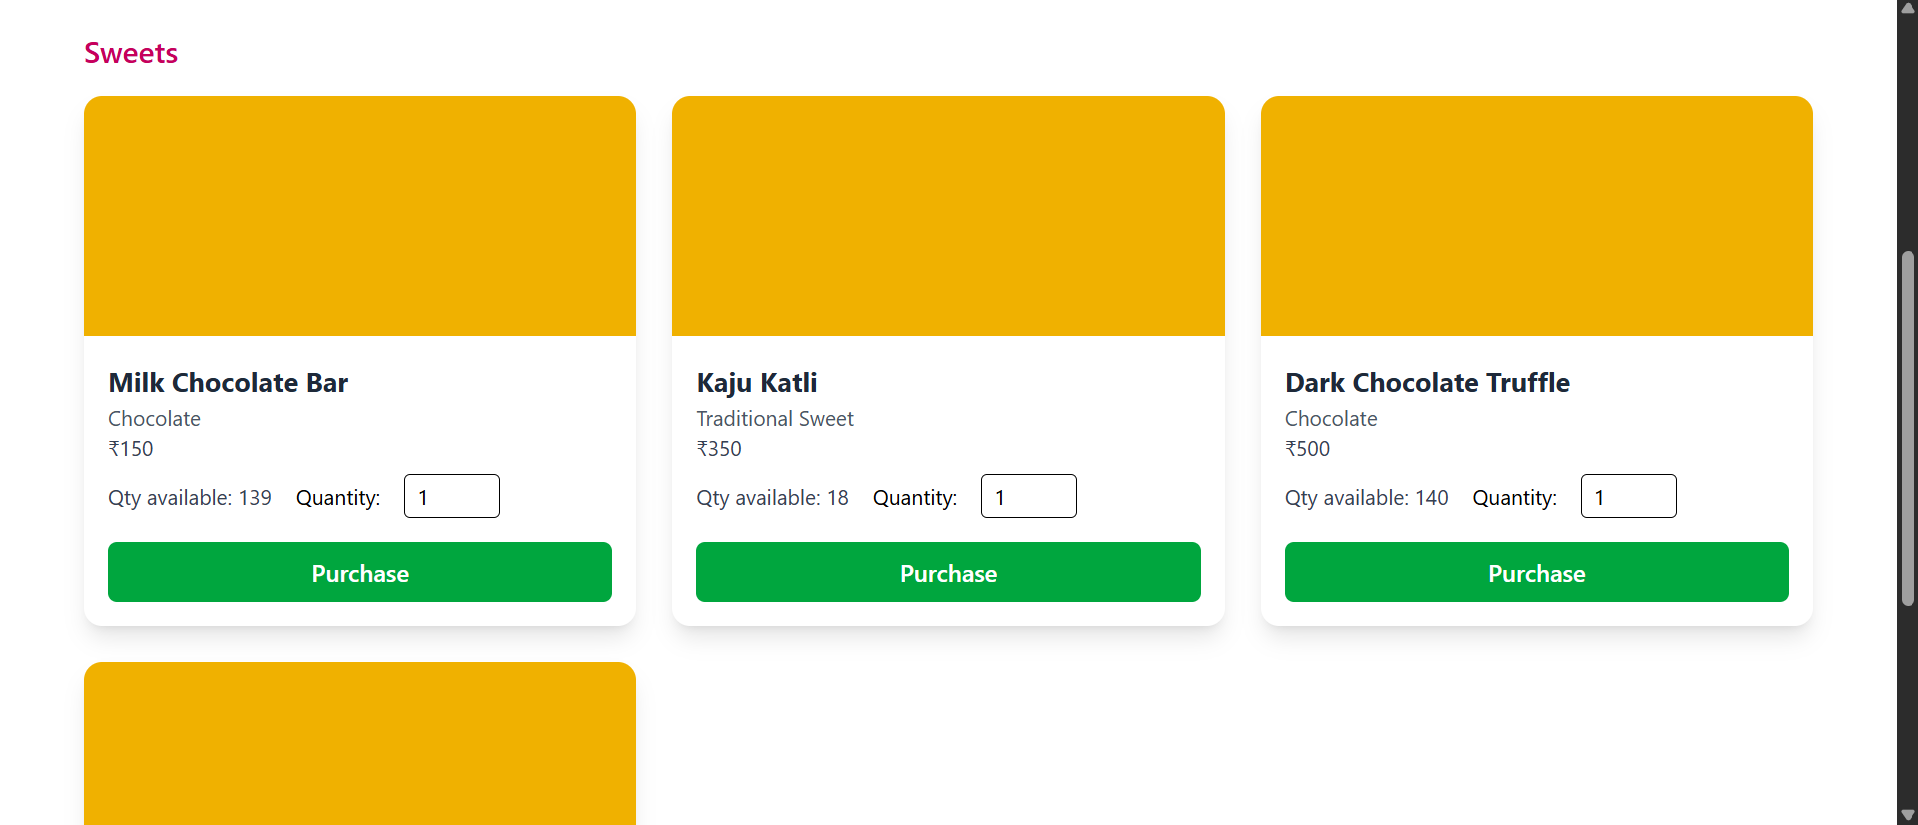 Sweets
Milk Chocolate Bar
Chocolate
₹150
Qty available: 139 Quantity: 1
Purchase
Kaju Katli
Traditional Sweet
₹350
Qty available: 18 Quantity: 1
Purchase
Dark Chocolate Truffle
Chocolate
₹500
Qty available: 140 Quantity: 1
Purchase